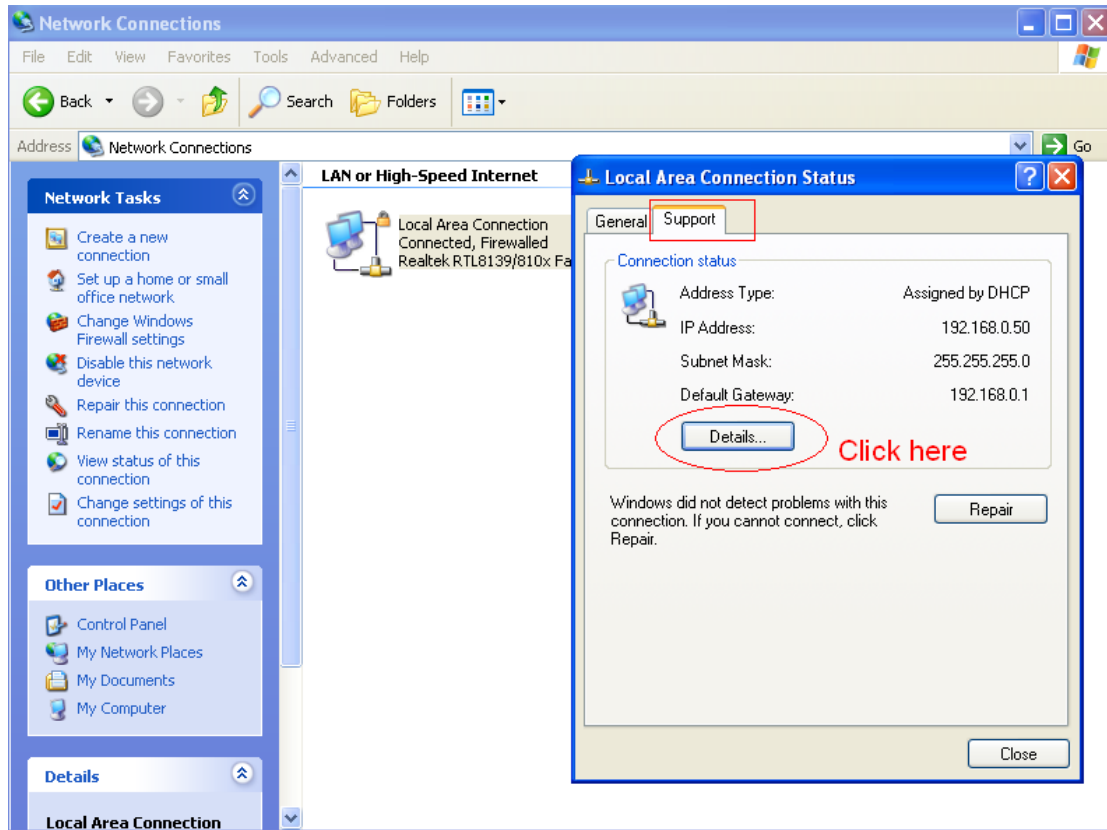 Network Connections
File Edit View Favorites Tools Advanced Help
Back Search Folders
Address Network Connections Go
Network Tasks
Create a new
connection
Set up a home or small
office network
Change Windows
Firewall settings
Disable this network
device
Repair this connection
Rename this connection
View status of this
connection
Change settings of this
connection
Other Places
Control Panel
My Network Places
My Documents
My Computer
Details
Local Area Connection
LAN or High-Speed Internet
Local Area Connection
Connected, Firewalled
Realtek RTL8139/810x Fa
Local Area Connection Status
General Support
Connection status
Address Type: Assigned by DHCP
IP Address: 192.168.0.50
Subnet Mask: 255.255.255.0
Default Gateway: 192.168.0.1
Details...
Click here
Windows did not detect problems with this
connection. If you cannot connect, click
Repair.
Repair
Close